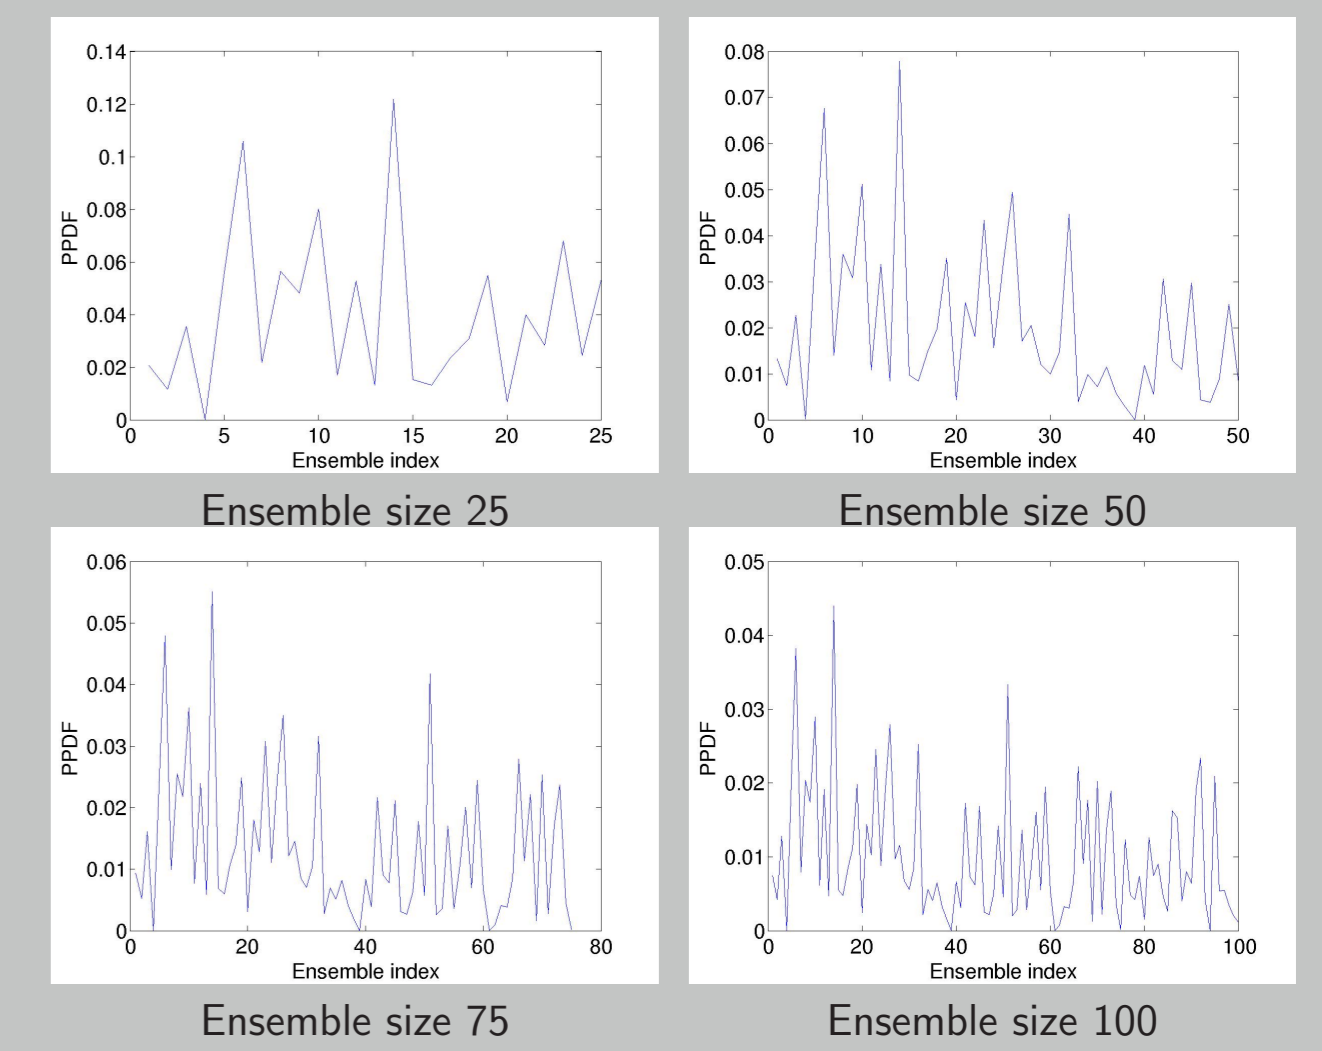 0.14
0.12
0.1
0.08
0.06
0.04
0.02
0
PPDF
0 5 10 15 20 25
Ensemble index
Ensemble size 25
0.08
0.07
0.06
0.05
0.04
0.03
0.02
0.01
0
PPDF
0 10 20 30 40 50
Ensemble index
Ensemble size 50
0.06
0.05
0.04
0.03
0.02
0.01
0
PPDF
0 20 40 60 80
Ensemble index
Ensemble size 75
0.05
0.04
0.03
0.02
0.01
0
PPDF
0 20 40 60 80 100
Ensemble index
Ensemble size 100